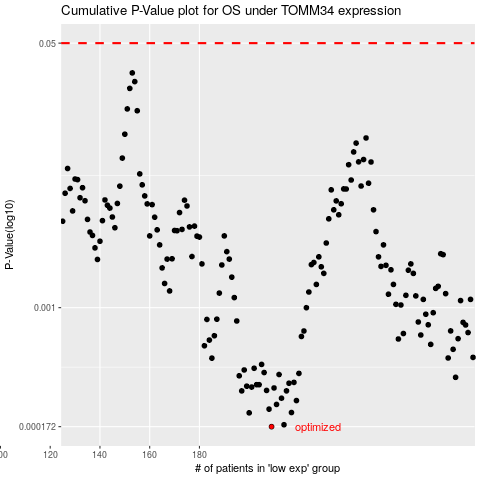 Cumulative P-Value plot for OS under TOMM34 expression
0.05
P-Value(log10)
0.001
0.000172
optimized
00 120 140 160 180
# of patients in 'low exp' group